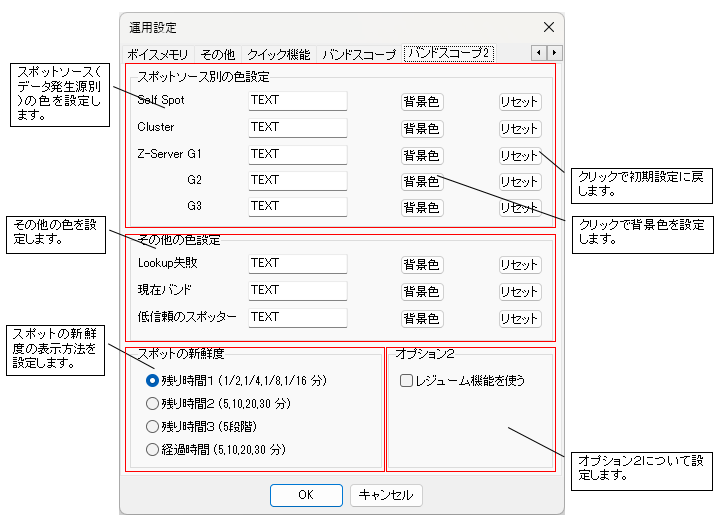 運用設定
ボイスメモリ その他 クイック機能 バンドスコープ バンドスコープ2
スポットソース別の色設定
Self Spot TEXT 背景色 リセット
Cluster TEXT 背景色 リセット
Z-Server G1 TEXT 背景色 リセット
G2 TEXT 背景色 リセット
G3 TEXT 背景色 リセット
その他の色設定
Lookup失敗 TEXT 背景色 リセット
現在バンド TEXT 背景色 リセット
低信頼のスポッター TEXT 背景色 リセット
スポットの新鮮度
残り時間1 (1/2,1/4,1/8,1/16 分)
残り時間2 (5,10,20,30 分)
残り時間3 (5段階)
経過時間 (5,10,20,30 分)
オプション2
レジューム機能を使う
OK キャンセル
スポットソース(
データ発生源別
)の色を設定し
ます。
その他の色を設
定します。
スポットの新鮮
度の表示方法を
設定します。
クリックで初期設定に戻
します。
クリックで背景色を設定
します。
オプション2について設
定します。